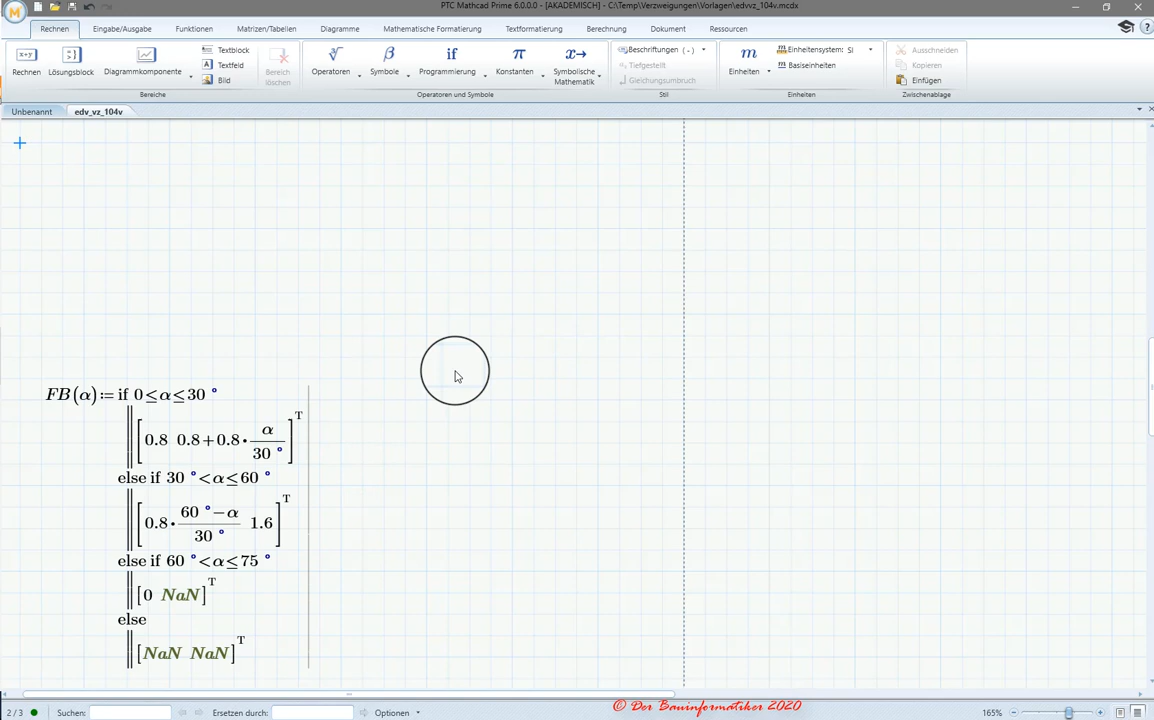 PTC Mathcad Prime 6.0.0.0 - [AKADEMISCH] - C:\Temp\Verzweigungen\Vorlagen\edvvz_104v.mcdx
Rechnen Eingabe/Ausgabe Funktionen Matrizen/Tabellen Diagramme Mathematische Formatierung Textformatierung Berechnung Dokument Ressourcen
Rechnen Lösungsblock Diagrammkomponente Textblock Textfeld Bild Bereich löschen Operatoren Symbole Programmierung Konstanten Symbolische Mathematik Beschriftungen ( - ) Tiefgestellt Gleichungsumbruch Einheiten Einheitensystem: SI Basiseinheiten Ausschneiden Kopieren Einfügen
Bereiche Operatoren und Symbole Stil Einheiten Zwischenablage
Unbenannt edv_vz_104v
FB(α):=if 0≤α≤30 °
[0.8 0.8+0.8·α/30 °]T
else if 30 °<α≤60 °
[0.8·60 °−α/30 ° 1.6]T
else if 60 °<α≤75 °
[0 NaN]T
else
[NaN NaN]T
2 / 3 Suchen: Ersetzen durch: Optionen © Der Bauinformatiker 2020 165%